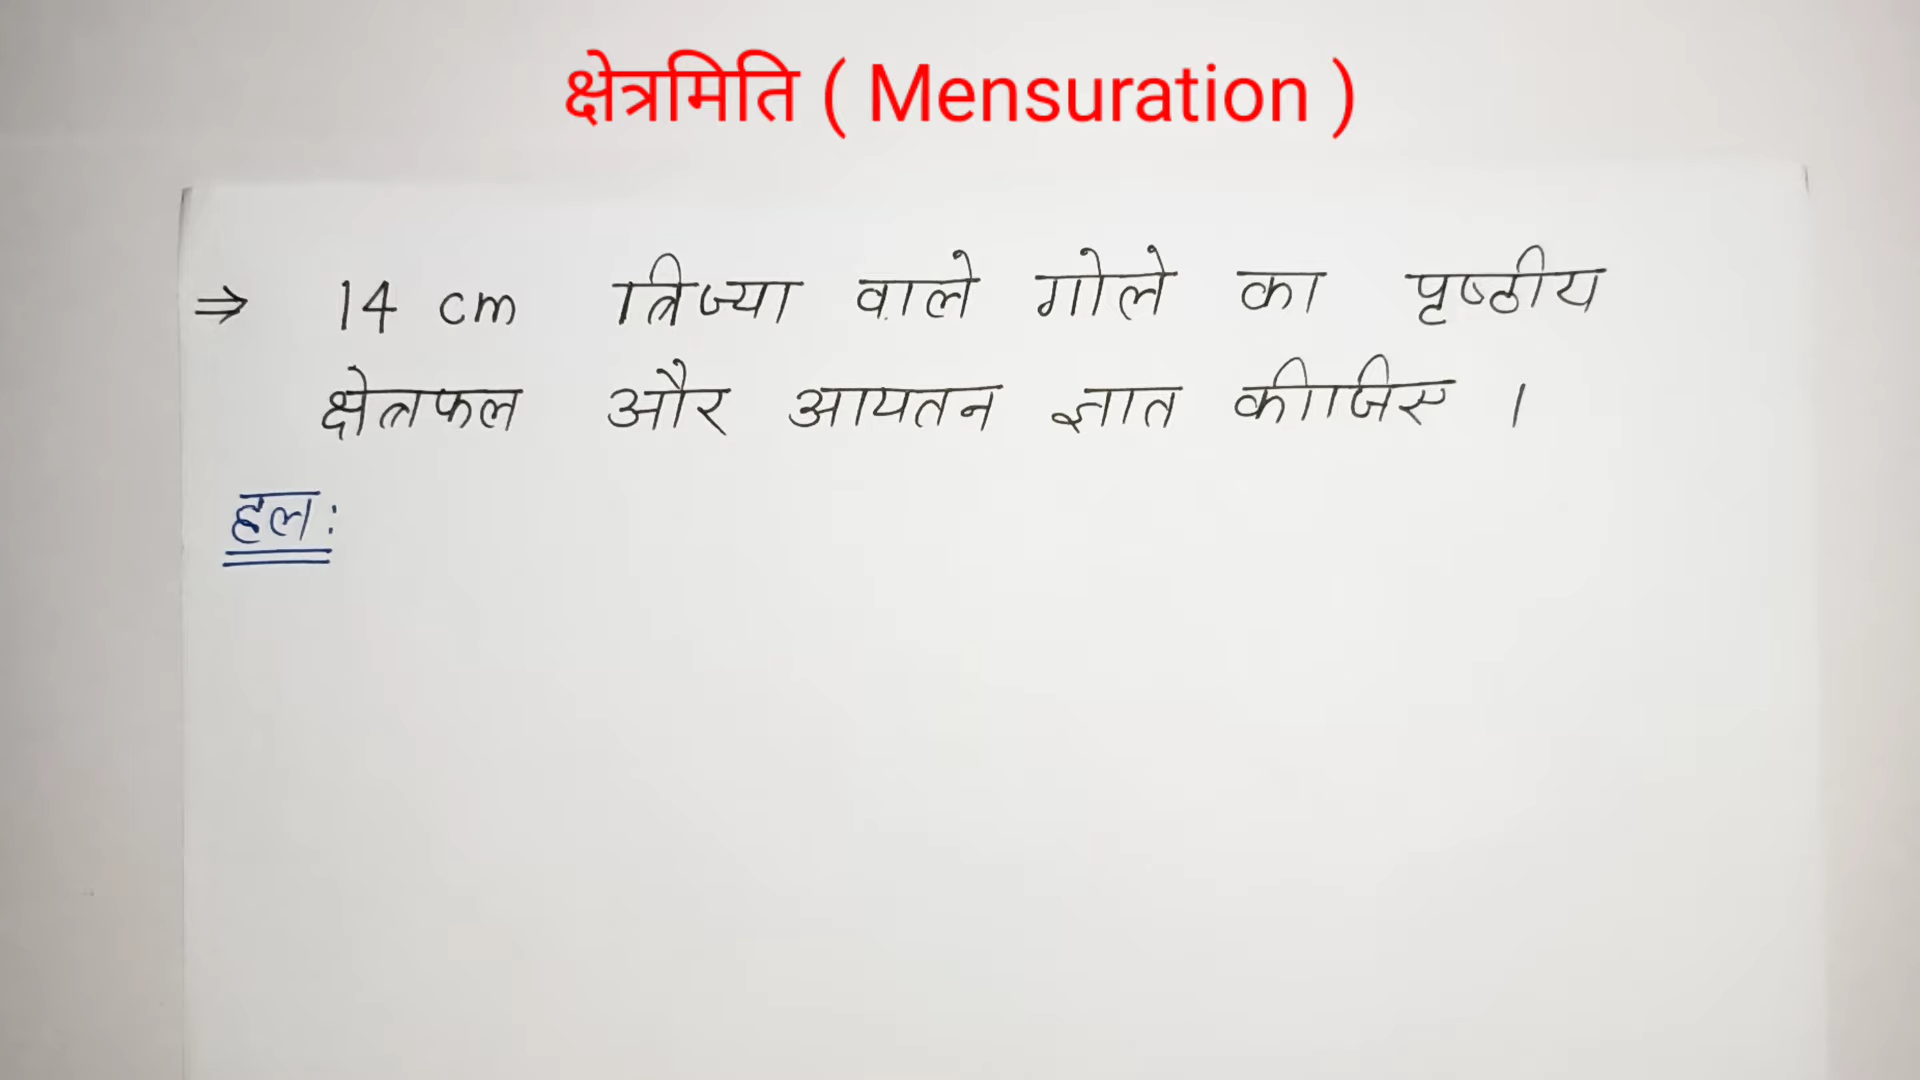 क्षेत्रमिति ( Mensuration )
⇒ 14 cm त्रिज्या वाले गोले का पृष्ठीय
क्षेत्रफल और आयतन ज्ञात कीजिए ।
हल: